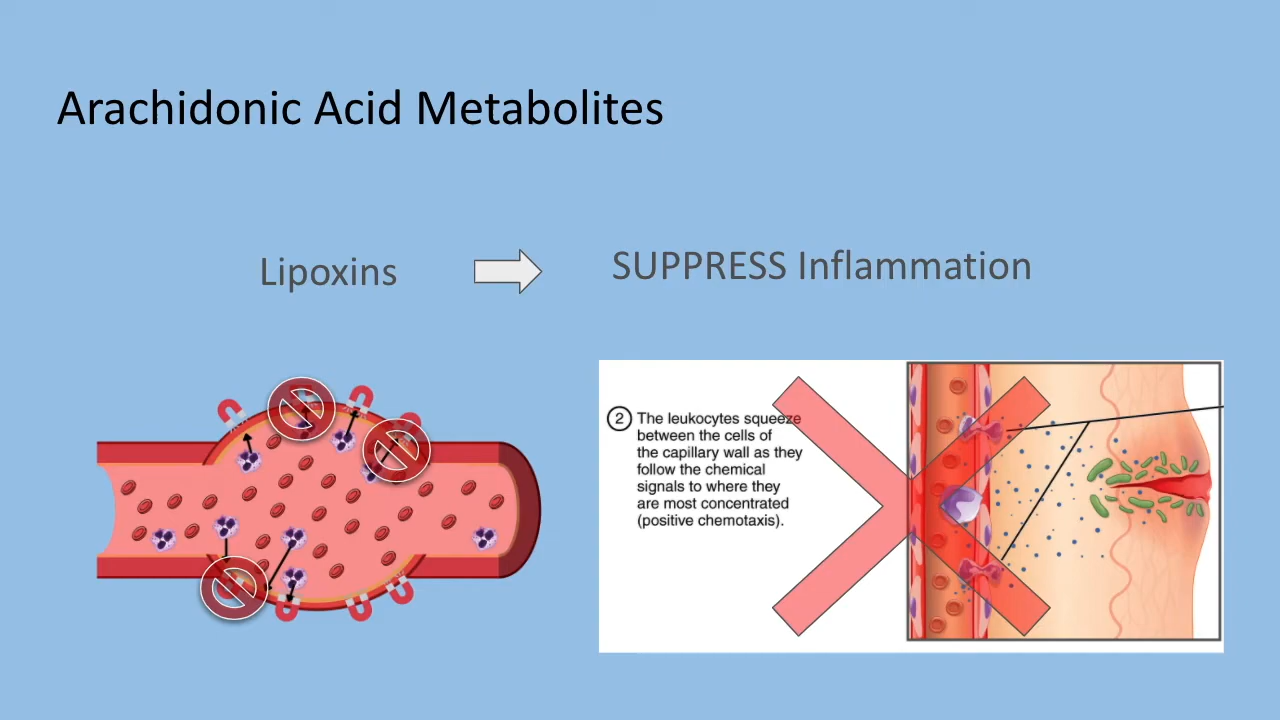 Arachidonic Acid Metabolites
Lipoxins
SUPPRESS Inflammation
2 The leukocytes squeeze
between the cells of
the capillary wall as they
follow the chemical
signals to where they
are most concentrated
(positive chemotaxis).